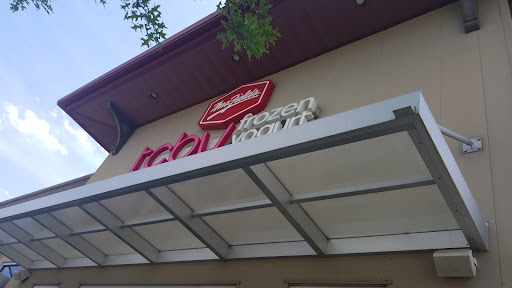 Mrs. Fields
tcby
frozen
yogurt